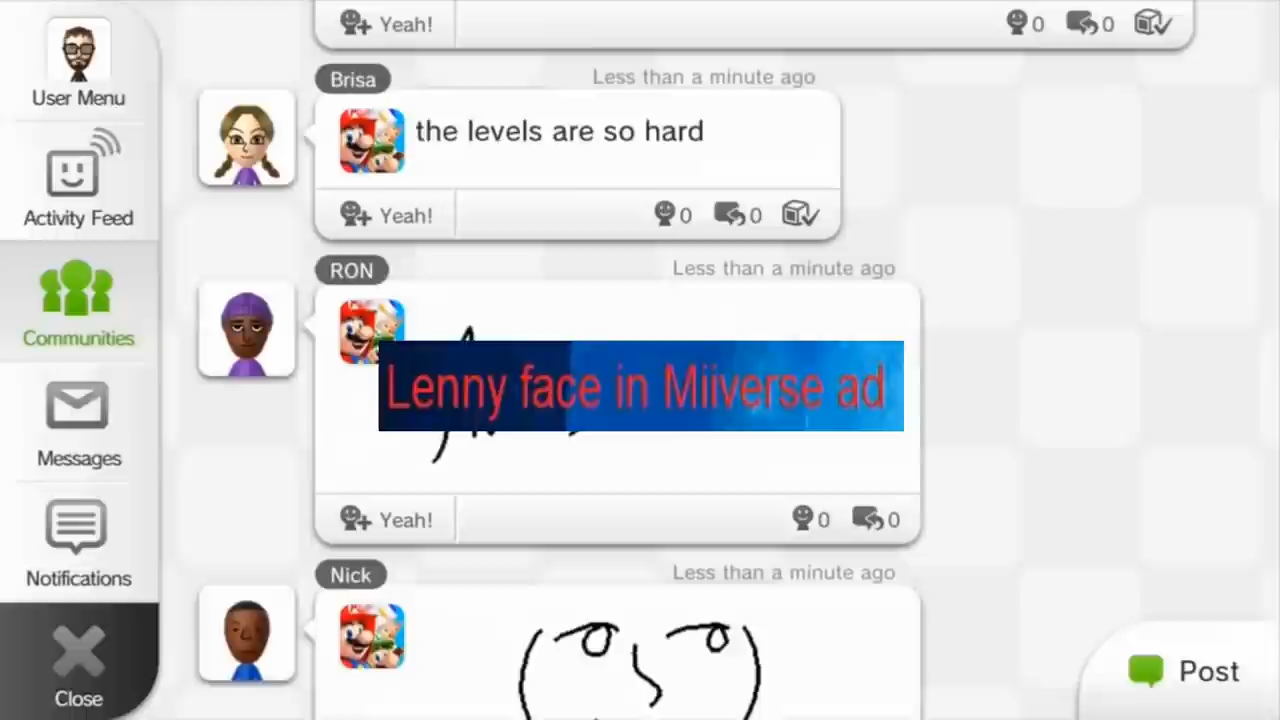 Yeah!
0
0
User Menu
Brisa
Less than a minute ago
the levels are so hard
Activity Feed
Yeah!
0
0
RON
Less than a minute ago
Communities
Lenny face in Miiverse ad
Messages
Yeah!
0
0
Notifications
Nick
Less than a minute ago
Close
Post